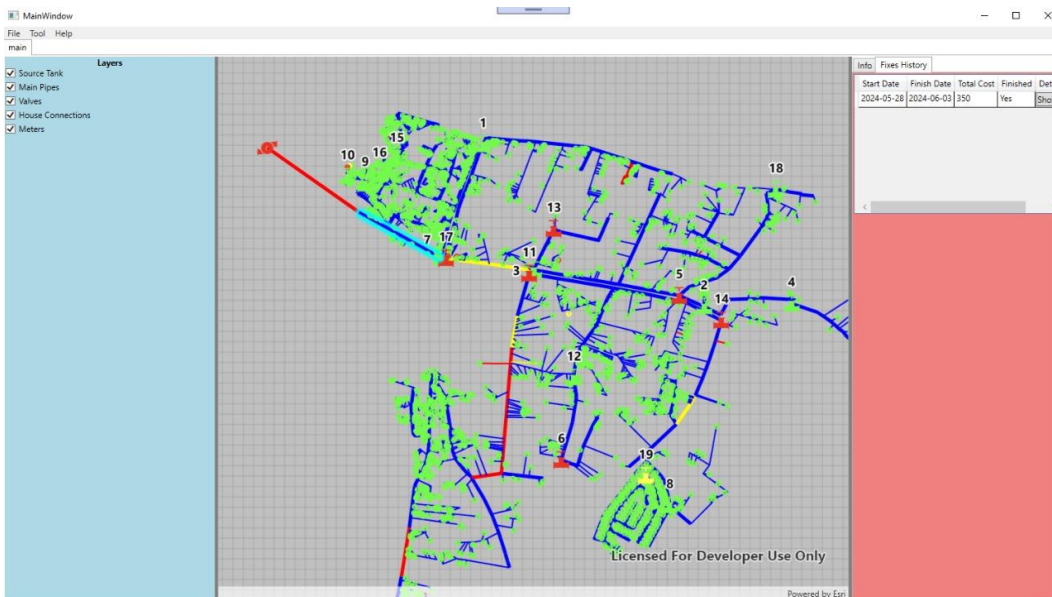 MainWindow
File Tool Help
main
Layers
Source Tank
Main Pipes
Valves
House Connections
Meters
1
15
16
10
9
18
13
17
7
11
3
5
2
4
14
12
6
19
8
Licensed For Developer Use Only
Powered by Esri
Info Fixes History
Start Date Finish Date Total Cost Finished Det
2024-05-28 2024-06-03 350 Yes Sho